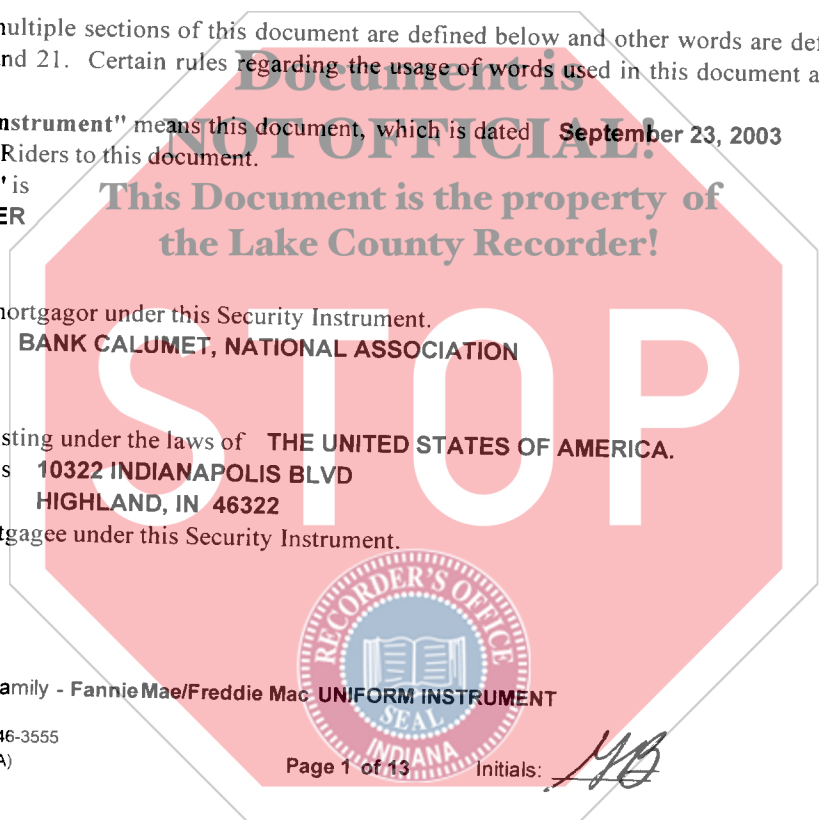 multiple sections of this document are defined below and other words are def
nd 21. Certain rules regarding the usage of words used in this document a
Document is
nstrument" means this document, which is dated September 23, 2003
NOT OFFICIAL!
Riders to this document.
" is
This Document is the property of
ER
the Lake County Recorder!
mortgagor under this Security Instrument.
BANK CALUMET, NATIONAL ASSOCIATION
STOP
sting under the laws of THE UNITED STATES OF AMERICA.
s 10322 INDIANAPOLIS BLVD
HIGHLAND, IN 46322
tgagee under this Security Instrument.
RECORDER'S OFFICE
SEAL
INDIANA
amily - Fannie Mae/Freddie Mac UNIFORM INSTRUMENT
46-3555
A)
Page 1 of 13 Initials: YB